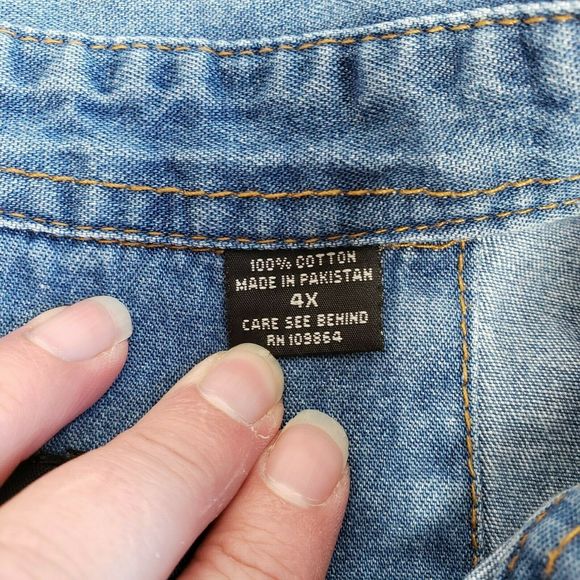 100% COTTON
MADE IN PAKISTAN
4X
CARE SEE BEHIND
RN 109864